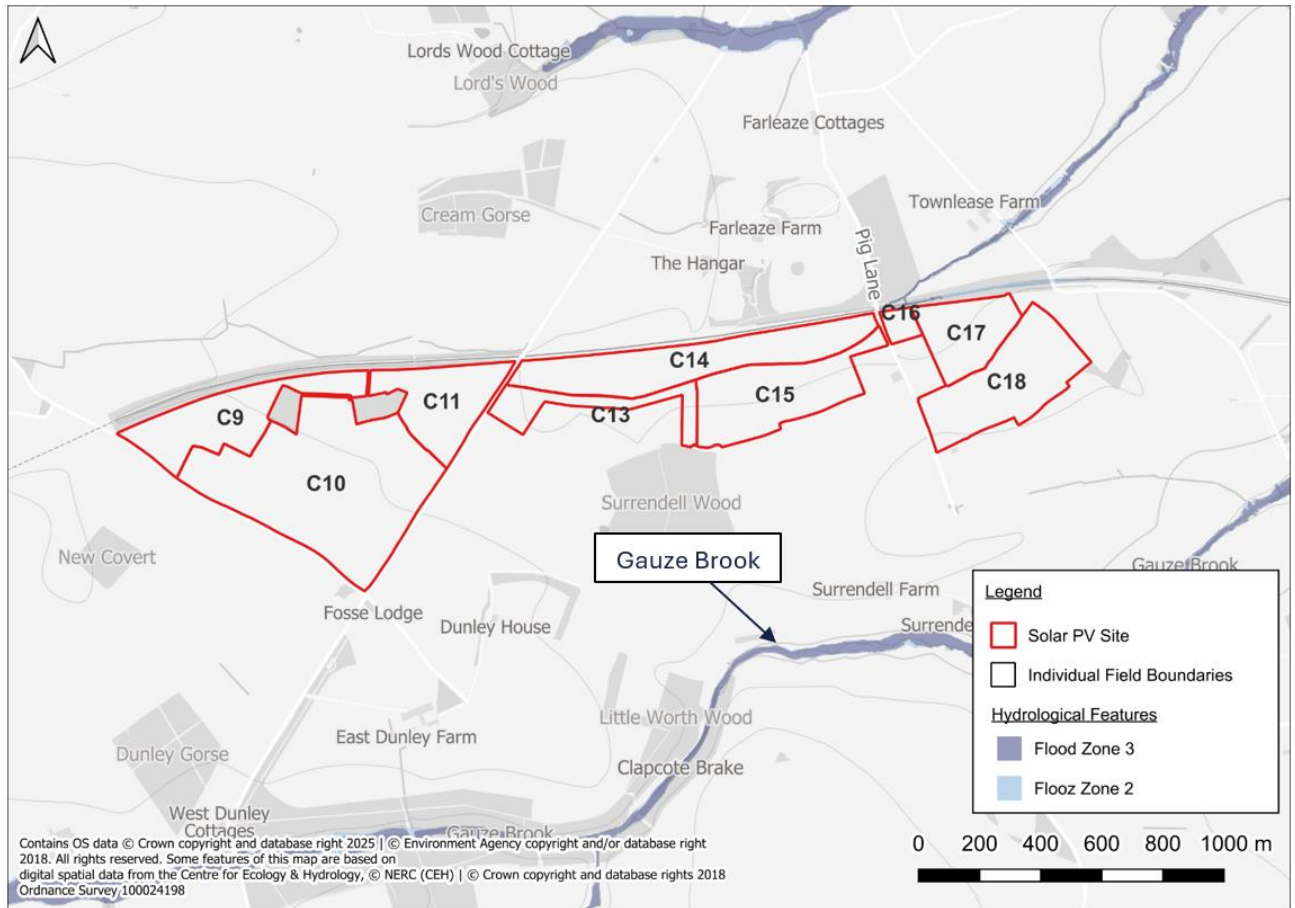 Lords Wood Cottage
Lord's Wood
Farleaze Cottages
Townlease Farm
Cream Gorse
Farleaze Farm
Pig Lane
The Hangar
C16
C17
C14
C11
C18
C15
C9
C13
C10
Surrendell Wood
New Covert
Gauze Brook
Gauze Brook
Surrendell Farm
Surrende
Fosse Lodge
Dunley House
Little Worth Wood
East Dunley Farm
Dunley Gorse
Clapcote Brake
West Dunley
Cottages
Gauze Brook
Legend
Solar PV Site
Individual Field Boundaries
Hydrological Features
Flood Zone 3
Flooz Zone 2
0 200 400 600 800 1000 m
Contains OS data © Crown copyright and database right 2025 | © Environment Agency copyright and/or database right
2018. All rights reserved. Some features of this map are based on
digital spatial data from the Centre for Ecology & Hydrology, © NERC (CEH) | © Crown copyright and database rights 2018
Ordnance Survey 100024198